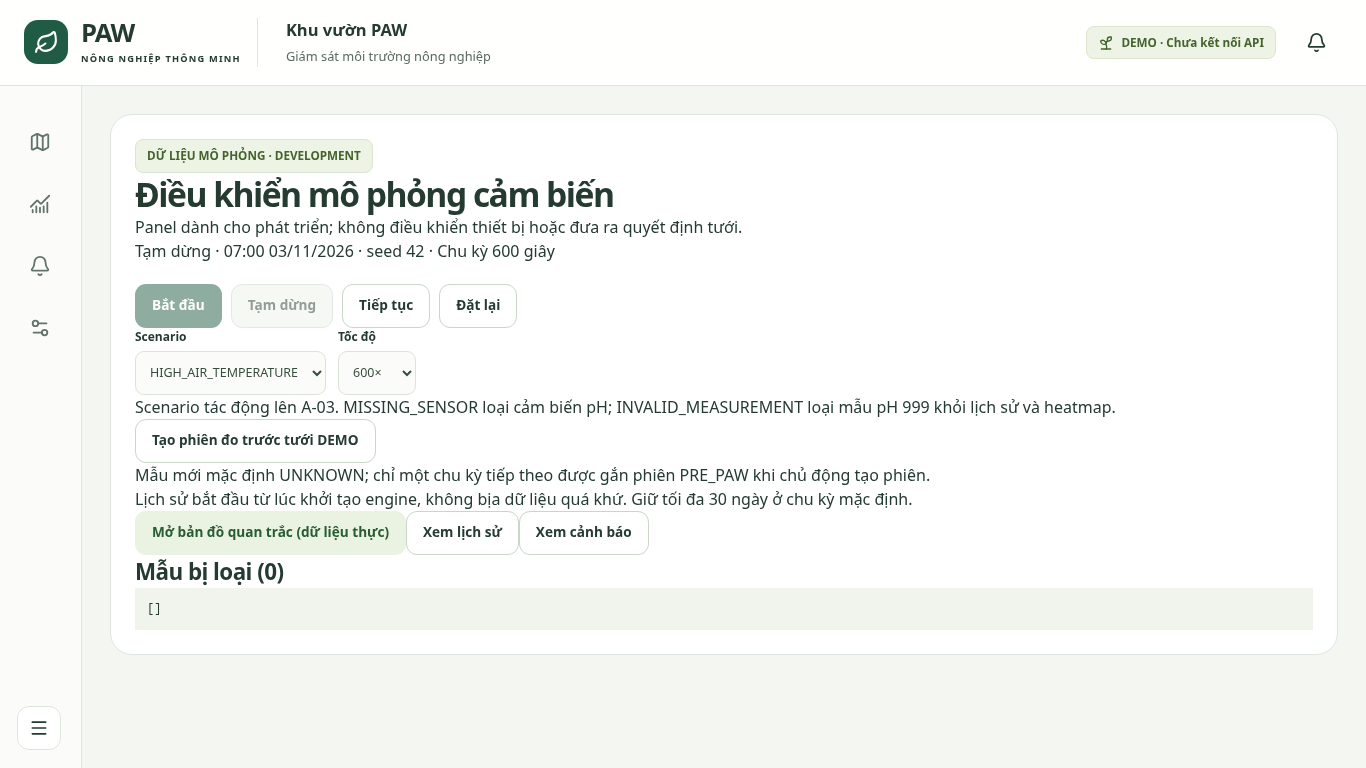 PAW
NÔNG NGHIỆP THÔNG MINH
Khu vườn PAW
Giám sát môi trường nông nghiệp
DEMO · Chưa kết nối API
DỮ LIỆU MÔ PHỎNG · DEVELOPMENT
Điều khiển mô phỏng cảm biến
Panel dành cho phát triển; không điều khiển thiết bị hoặc đưa ra quyết định tưới.
Tạm dừng · 07:00 03/11/2026 · seed 42 · Chu kỳ 600 giây
Bắt đầu Tạm dừng Tiếp tục Đặt lại
Scenario Tốc độ
HIGH_AIR_TEMPERATURE 600×
Scenario tác động lên A-03. MISSING_SENSOR loại cảm biến pH; INVALID_MEASUREMENT loại mẫu pH 999 khỏi lịch sử và heatmap.
Tạo phiên đo trước tưới DEMO
Mẫu mới mặc định UNKNOWN; chỉ một chu kỳ tiếp theo được gắn phiên PRE_PAW khi chủ động tạo phiên.
Lịch sử bắt đầu từ lúc khởi tạo engine, không bịa dữ liệu quá khứ. Giữ tối đa 30 ngày ở chu kỳ mặc định.
Mở bản đồ quan trắc (dữ liệu thực) Xem lịch sử Xem cảnh báo
Mẫu bị loại (0)
[]